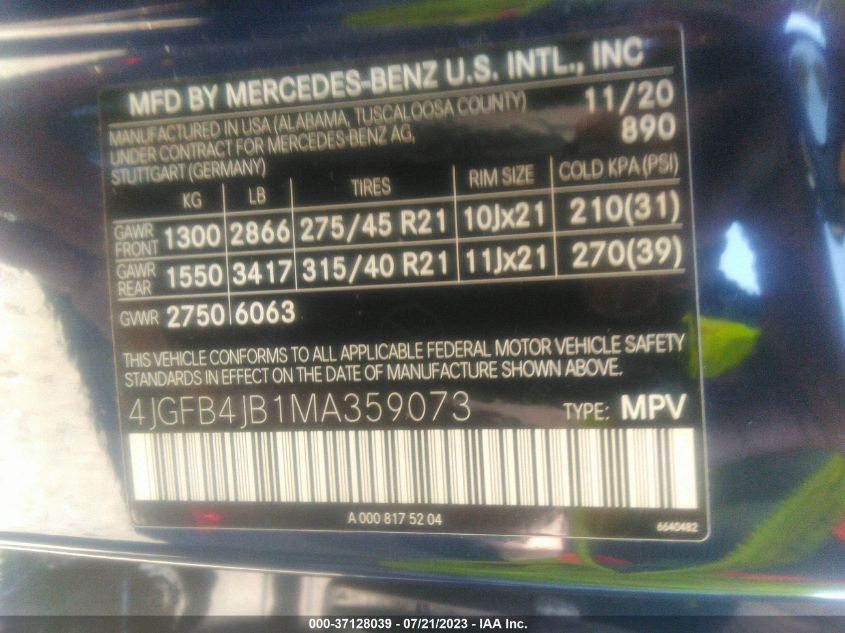 MFD BY MERCEDES-BENZ U.S. INTL., INC
MANUFACTURED IN USA (ALABAMA, TUSCALOOSA COUNTY) 11/20
UNDER CONTRACT FOR MERCEDES-BENZ AG, 890
STUTTGART (GERMANY)
KG LB TIRES RIM SIZE COLD KPA (PSI)
GAWR FRONT 1300 2866 275/45 R21 10Jx21 210(31)
GAWR REAR 1550 3417 315/40 R21 11Jx21 270(39)
GVWR 2750 6063
THIS VEHICLE CONFORMS TO ALL APPLICABLE FEDERAL MOTOR VEHICLE SAFETY
STANDARDS IN EFFECT ON THE DATE OF MANUFACTURE SHOWN ABOVE.
4JGFB4JB1MA359073 TYPE: MPV
A 000 817 52 04
6640482
000-37128039 - 07/21/2023 - IAA Inc.